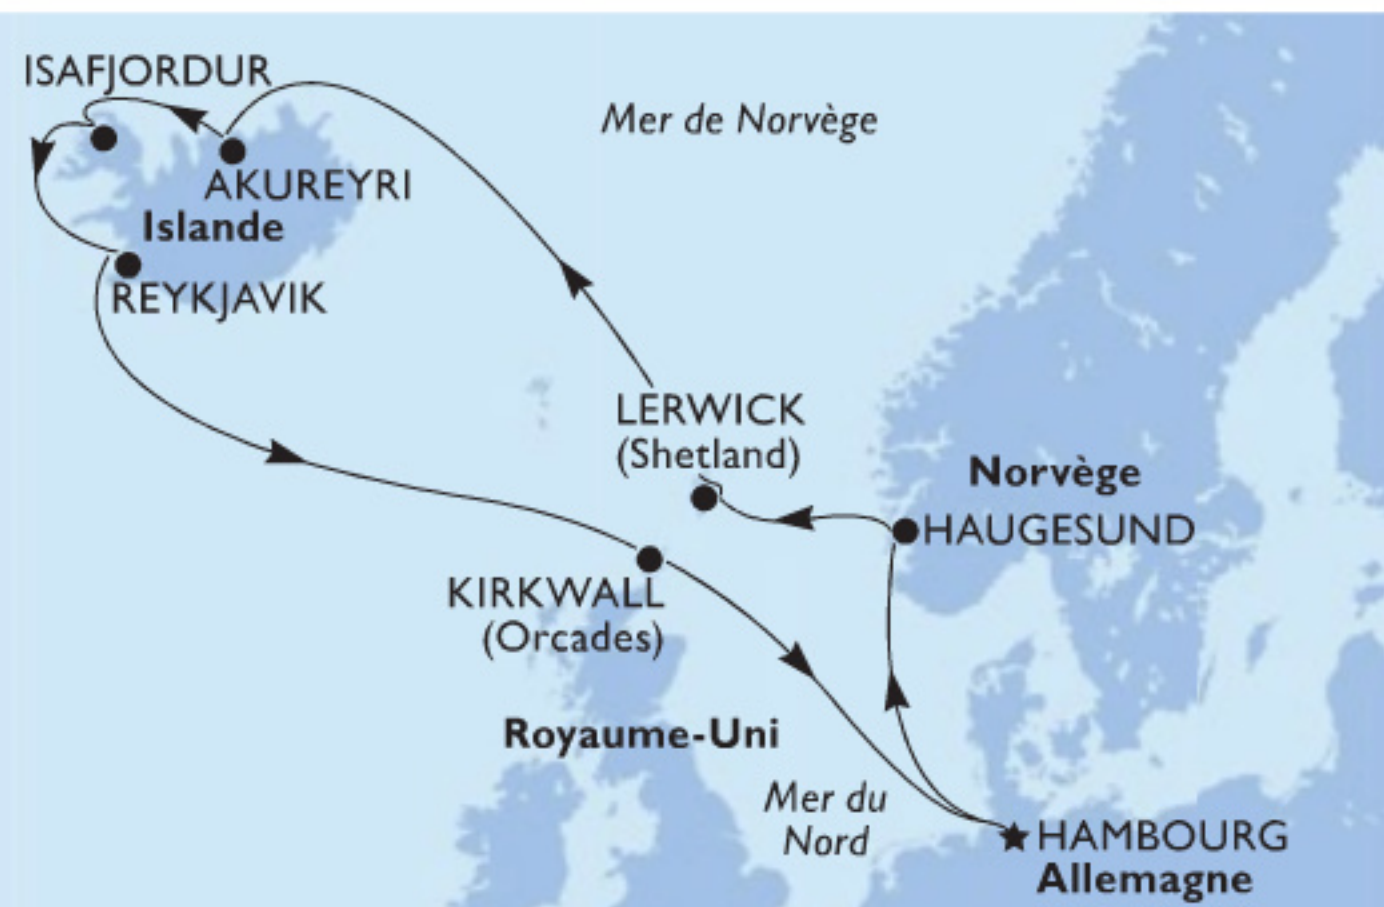 ISAFJORDUR
Mer de Norvège
AKUREYRI
Islande
REYKJAVIK
LERWICK
(Shetland)
Norvège
HAUGESUND
KIRKWALL
(Orcades)
Royaume-Uni
Mer du
Nord
HAMBOURG
Allemagne